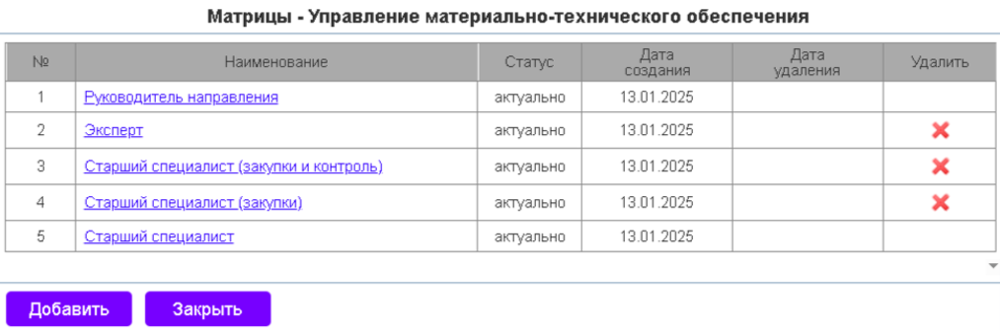 Матрицы - Управление материально-технического обеспечения
№ Наименование Статус Дата создания Дата удаления Удалить
1 Руководитель направления актуально 13.01.2025
2 Эксперт актуально 13.01.2025
3 Старший специалист (закупки и контроль) актуально 13.01.2025
4 Старший специалист (закупки) актуально 13.01.2025
5 Старший специалист актуально 13.01.2025
Добавить Закрыть